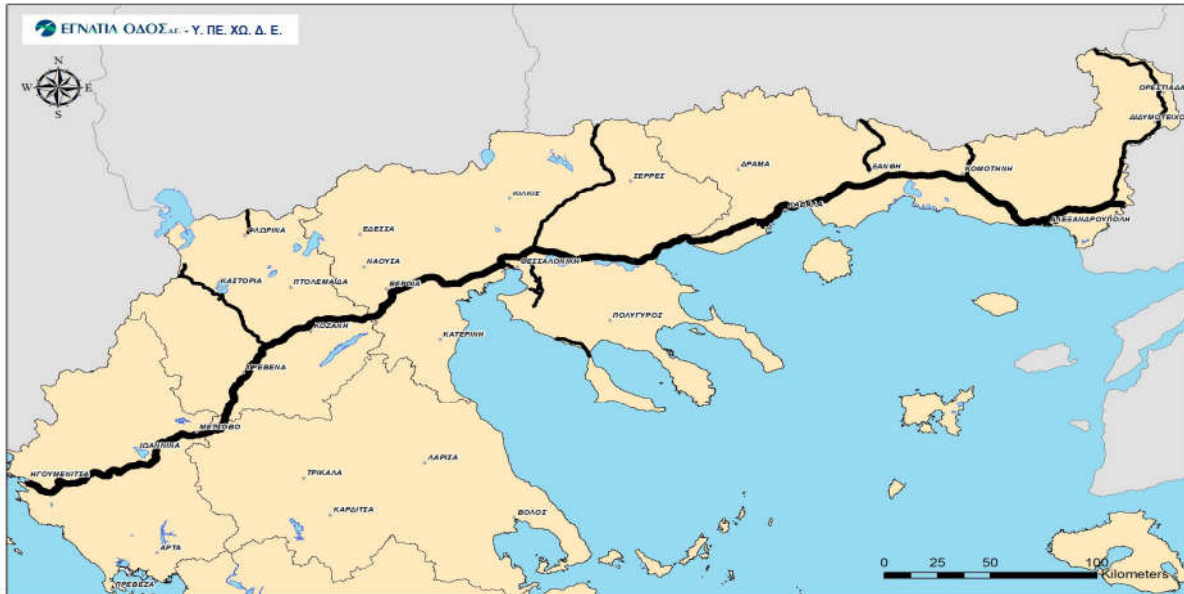 ΕΓΝΑΤΙΑ ΟΔΟΣ Α.Ε. - Υ. ΠΕ. ΧΩ. Δ. Ε.
N
W E
S
ΟΡΕΣΤΙΑΔΑ
ΔΙΔΥΜΟΤΕΙΧΟ
ΔΡΑΜΑ
ΞΑΝΘΗ
ΚΟΜΟΤΗΝΗ
ΣΕΡΡΕΣ
ΚΙΛΚΙΣ
ΚΑΒΑΛΑ
ΑΛΕΞΑΝΔΡΟΥΠΟΛΗ
ΦΛΩΡΙΝΑ
ΕΔΕΣΣΑ
ΝΑΟΥΣΑ
ΘΕΣΣΑΛΟΝΙΚΗ
ΚΑΣΤΟΡΙΑ
ΠΤΟΛΕΜΑΪΔΑ
ΒΕΡΟΙΑ
ΠΟΛΥΓΥΡΟΣ
ΚΟΖΑΝΗ
ΚΑΤΕΡΙΝΗ
ΓΡΕΒΕΝΑ
ΜΕΤΣΟΒΟ
ΙΩΑΝΝΙΝΑ
ΗΓΟΥΜΕΝΙΤΣΑ
ΛΑΡΙΣΑ
ΤΡΙΚΑΛΑ
ΚΑΡΔΙΤΣΑ
ΒΟΛΟΣ
ΑΡΤΑ
ΠΡΕΒΕΖΑ
0 25 50 100
Kilometers